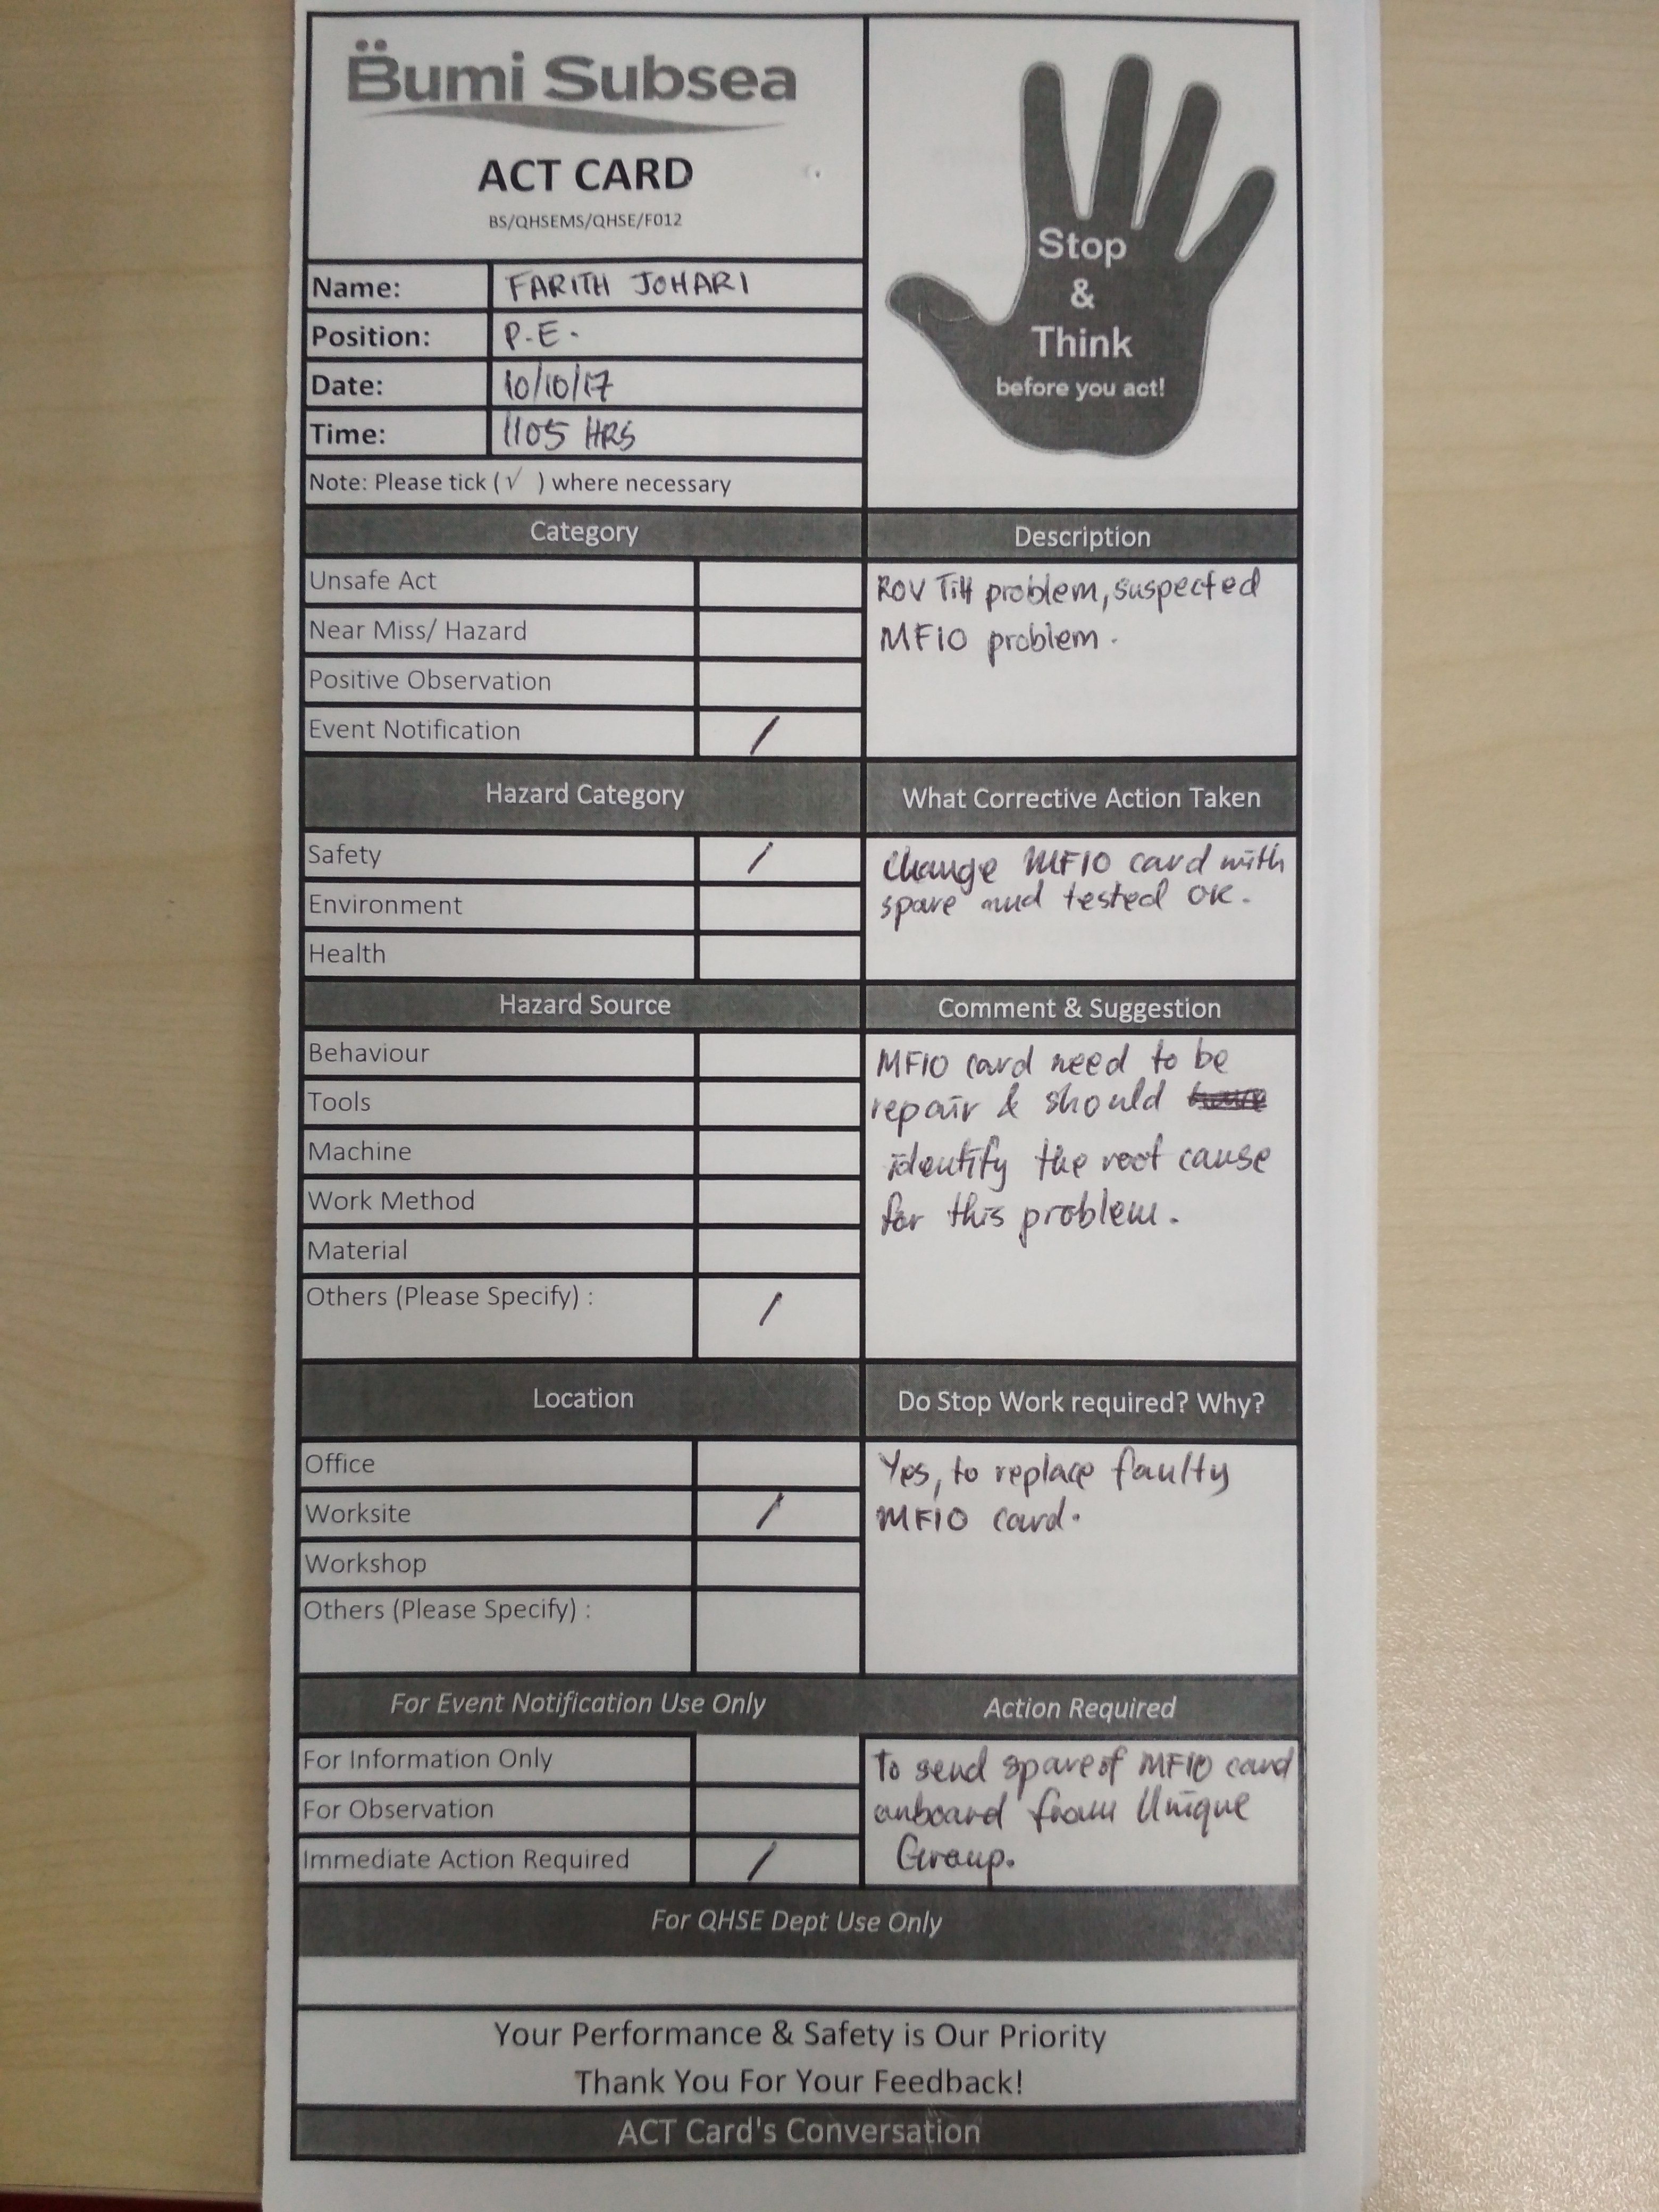 Bumi Subsea
ACT CARD
BS/QHSEMS/QHSE/F012
Stop
&
Think
before you act!
Name: FARITH JOHARI
Position: P.E.
Date: 10/10/17
Time: 1105 HRS
Note: Please tick (√ ) where necessary
Category
Unsafe Act
Near Miss/ Hazard
Positive Observation
Event Notification /
Description
ROV Tilt problem, suspected
MFIO problem.
Hazard Category
Safety /
Environment
Health
What Corrective Action Taken
Change MFIO card with
spare and tested OK.
Hazard Source
Behaviour
Tools
Machine
Work Method
Material
Others (Please Specify) : /
Comment & Suggestion
MFIO card need to be
repair & should
identify the root cause
for this problem.
Location
Office
Worksite /
Workshop
Others (Please Specify) :
Do Stop Work required? Why?
Yes, to replace faulty
MFIO card.
For Event Notification Use Only
For Information Only
For Observation
Immediate Action Required /
Action Required
To send spare of MFIO card
onboard from Unique
Group.
For QHSE Dept Use Only
Your Performance & Safety is Our Priority
Thank You For Your Feedback!
ACT Card's Conversation